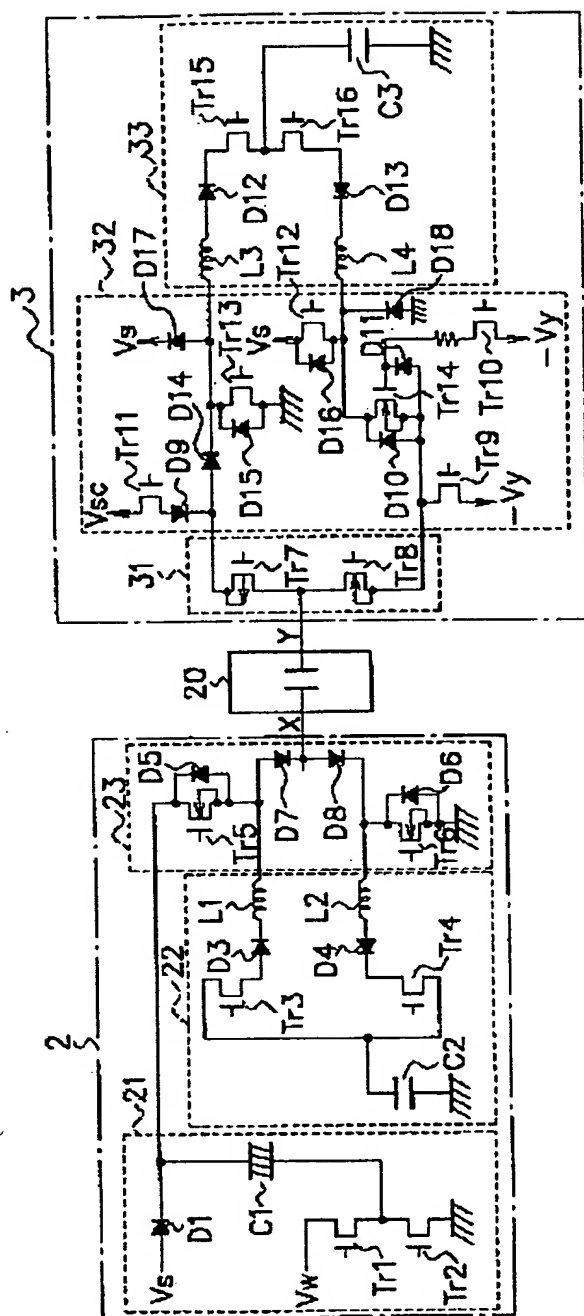 2
21
Vs
D1
C1
Vw
Tr1
Tr2
22
Tr3
D3
L1
D4
L2
Tr4
C2
23
D5
Tr5
D7
D8
D6
Tr6
20
X
Y
3
31
Tr7
Tr8
32
Vsc
Tr11
D9
D14
Vs
D17
Tr13
D15
Vs
Tr12
D16
D18
D11
D10
Tr14
Tr10
Tr9
-Vy
-Vy
33
L3
D12
Tr15
L4
D13
Tr16
C3